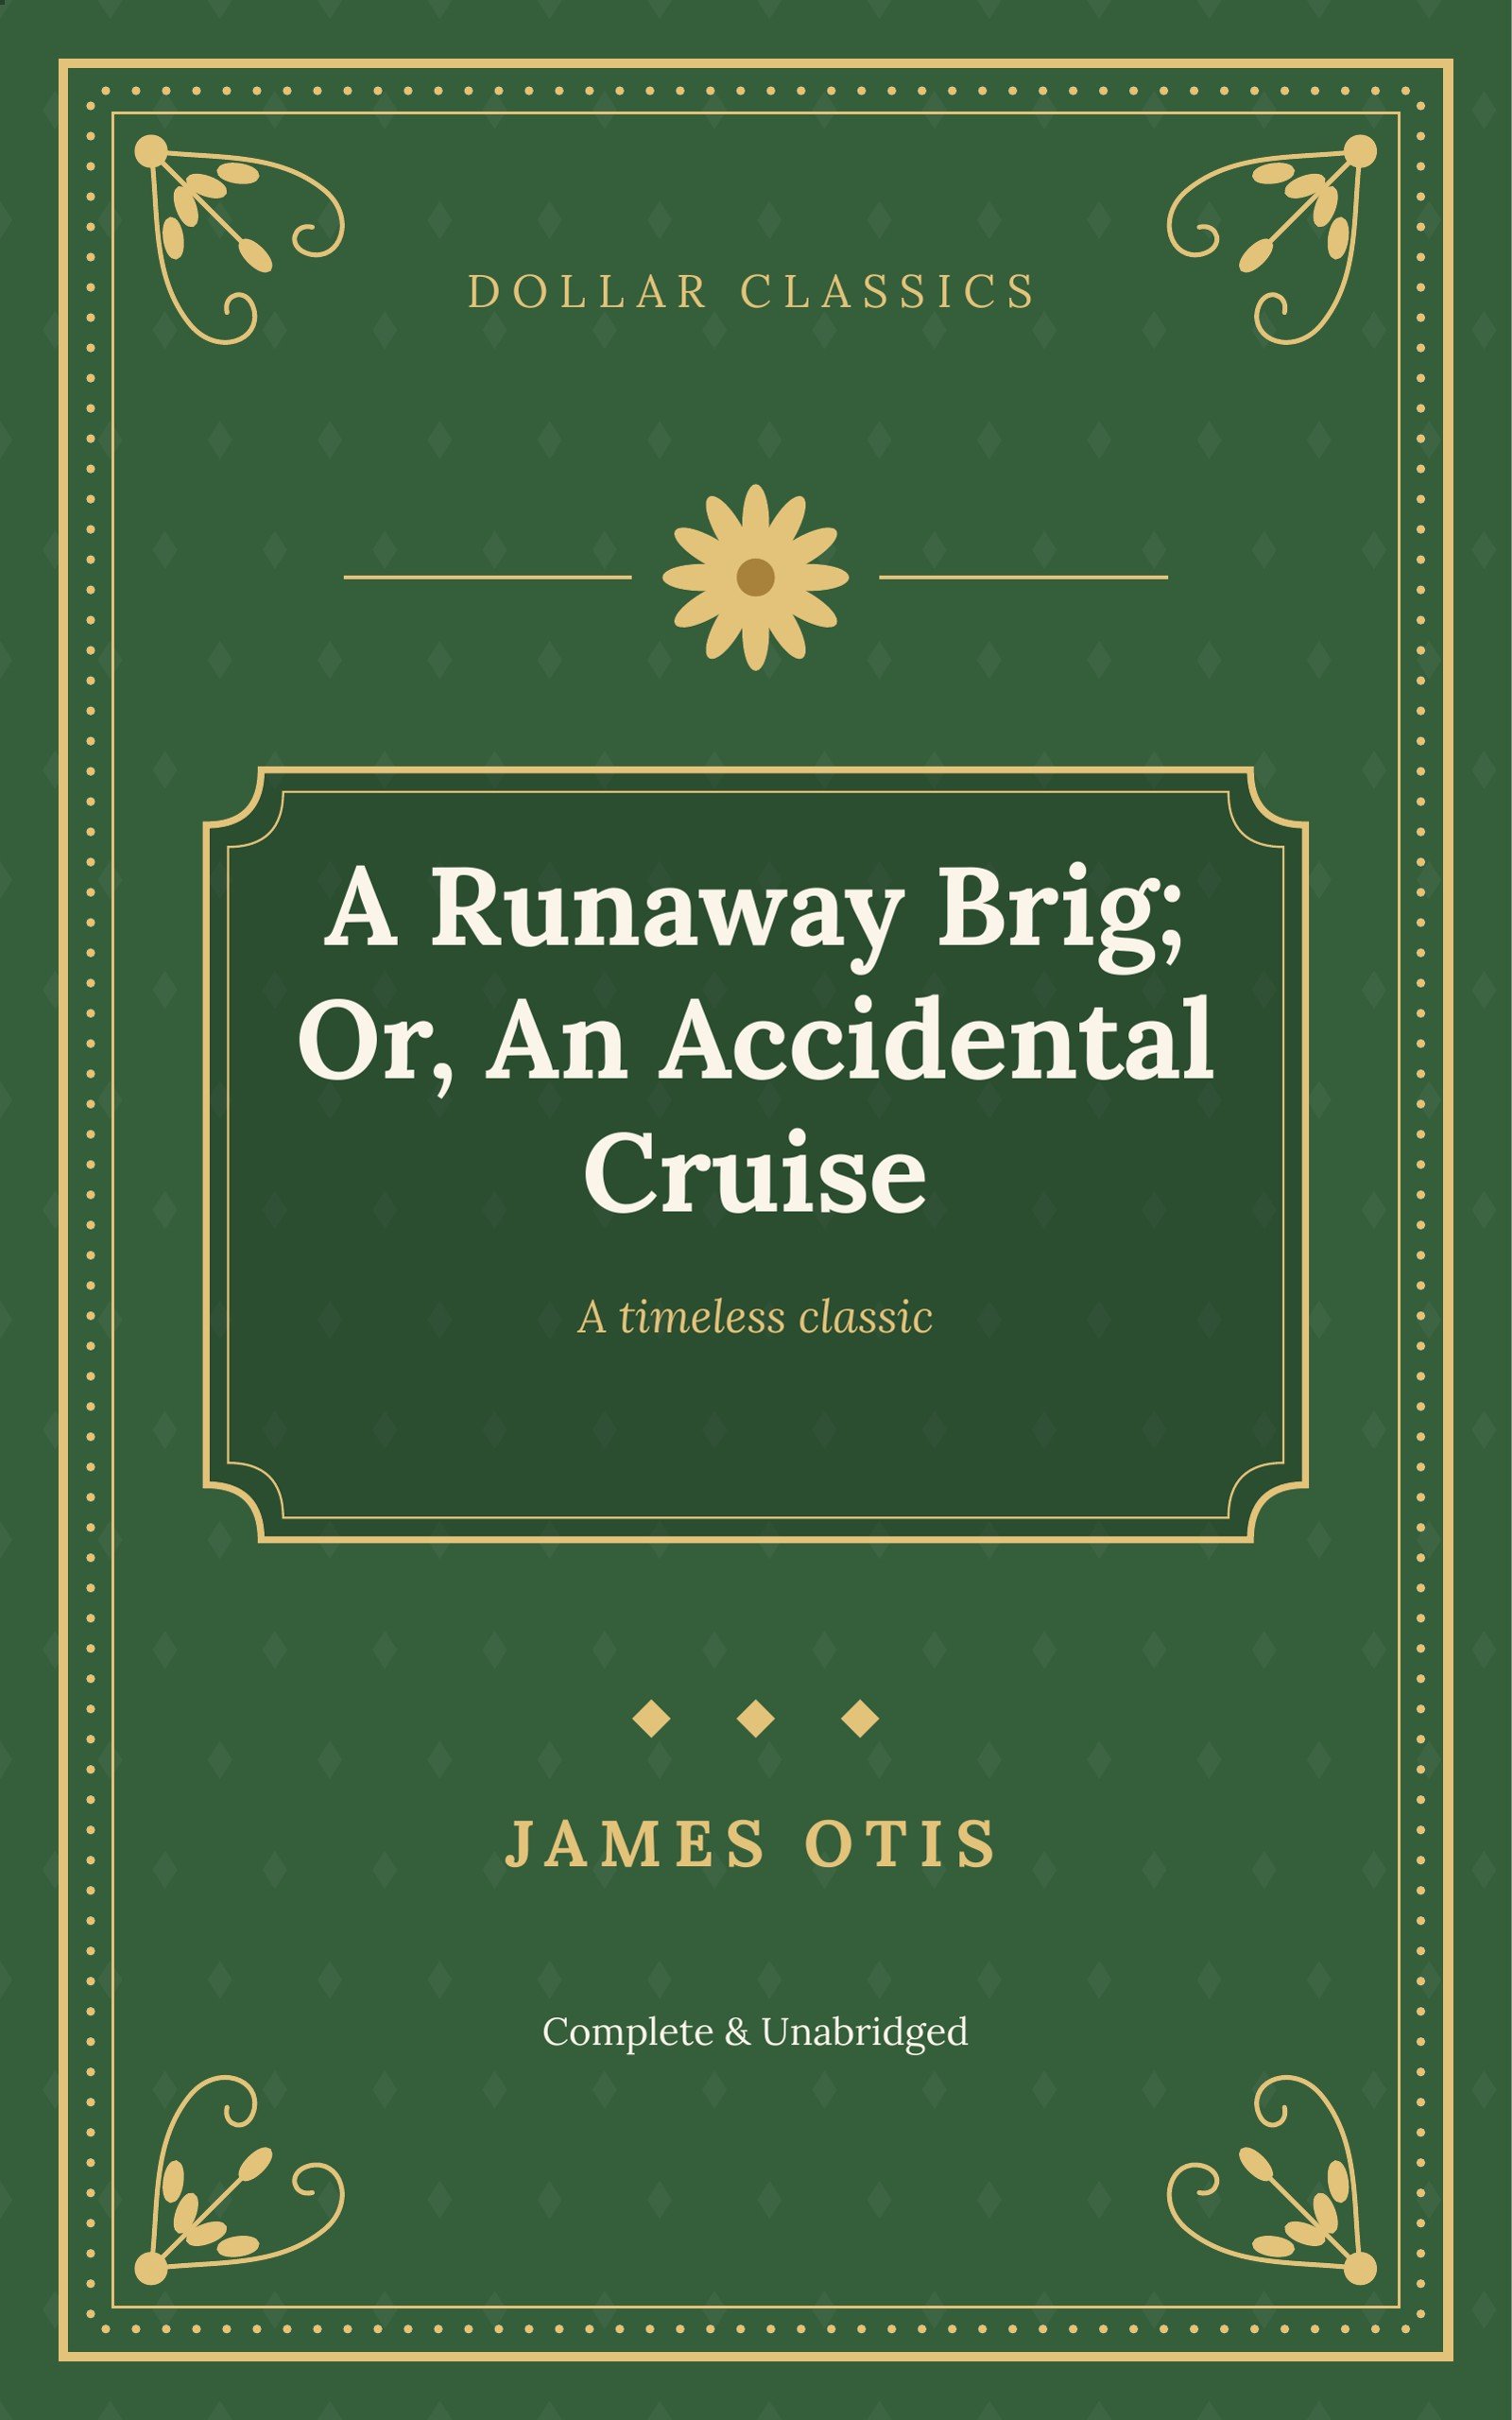 DOLLAR CLASSICS
A Runaway Brig;
Or, An Accidental
Cruise
A timeless classic
JAMES OTIS
Complete & Unabridged